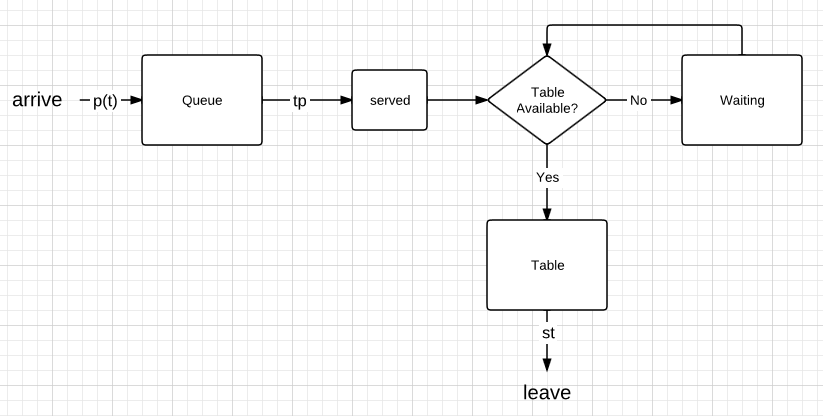 arrive
p(t)
Queue
tp
served
Table
Available?
No
Waiting
Yes
Table
st
leave